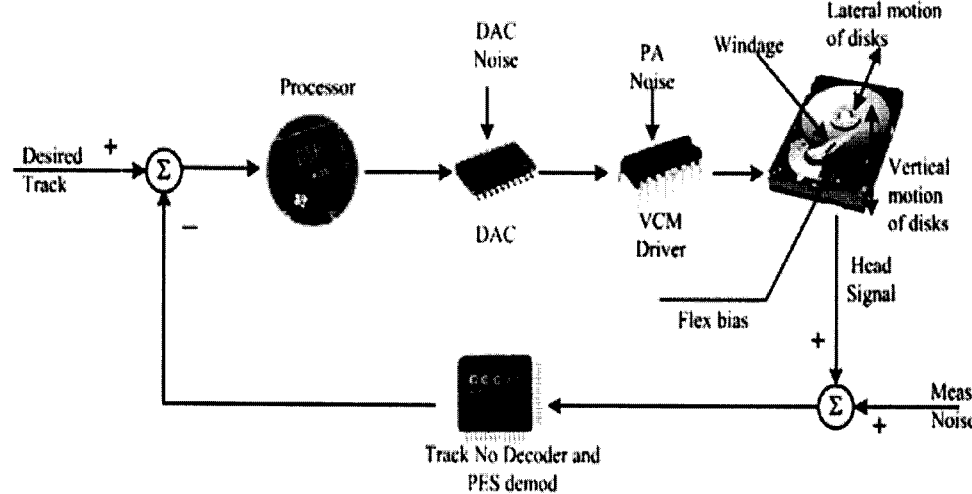 Lateral motion
of disks
DAC
Noise
Windage
PA
Noise
Processor
Desired
Track
+
Σ
−
DAC
VCM
Driver
Vertical
motion
of disks
Flex bias
Head
Signal
+
Σ
+
Meas
Noise
Track No Decoder and
PES demod